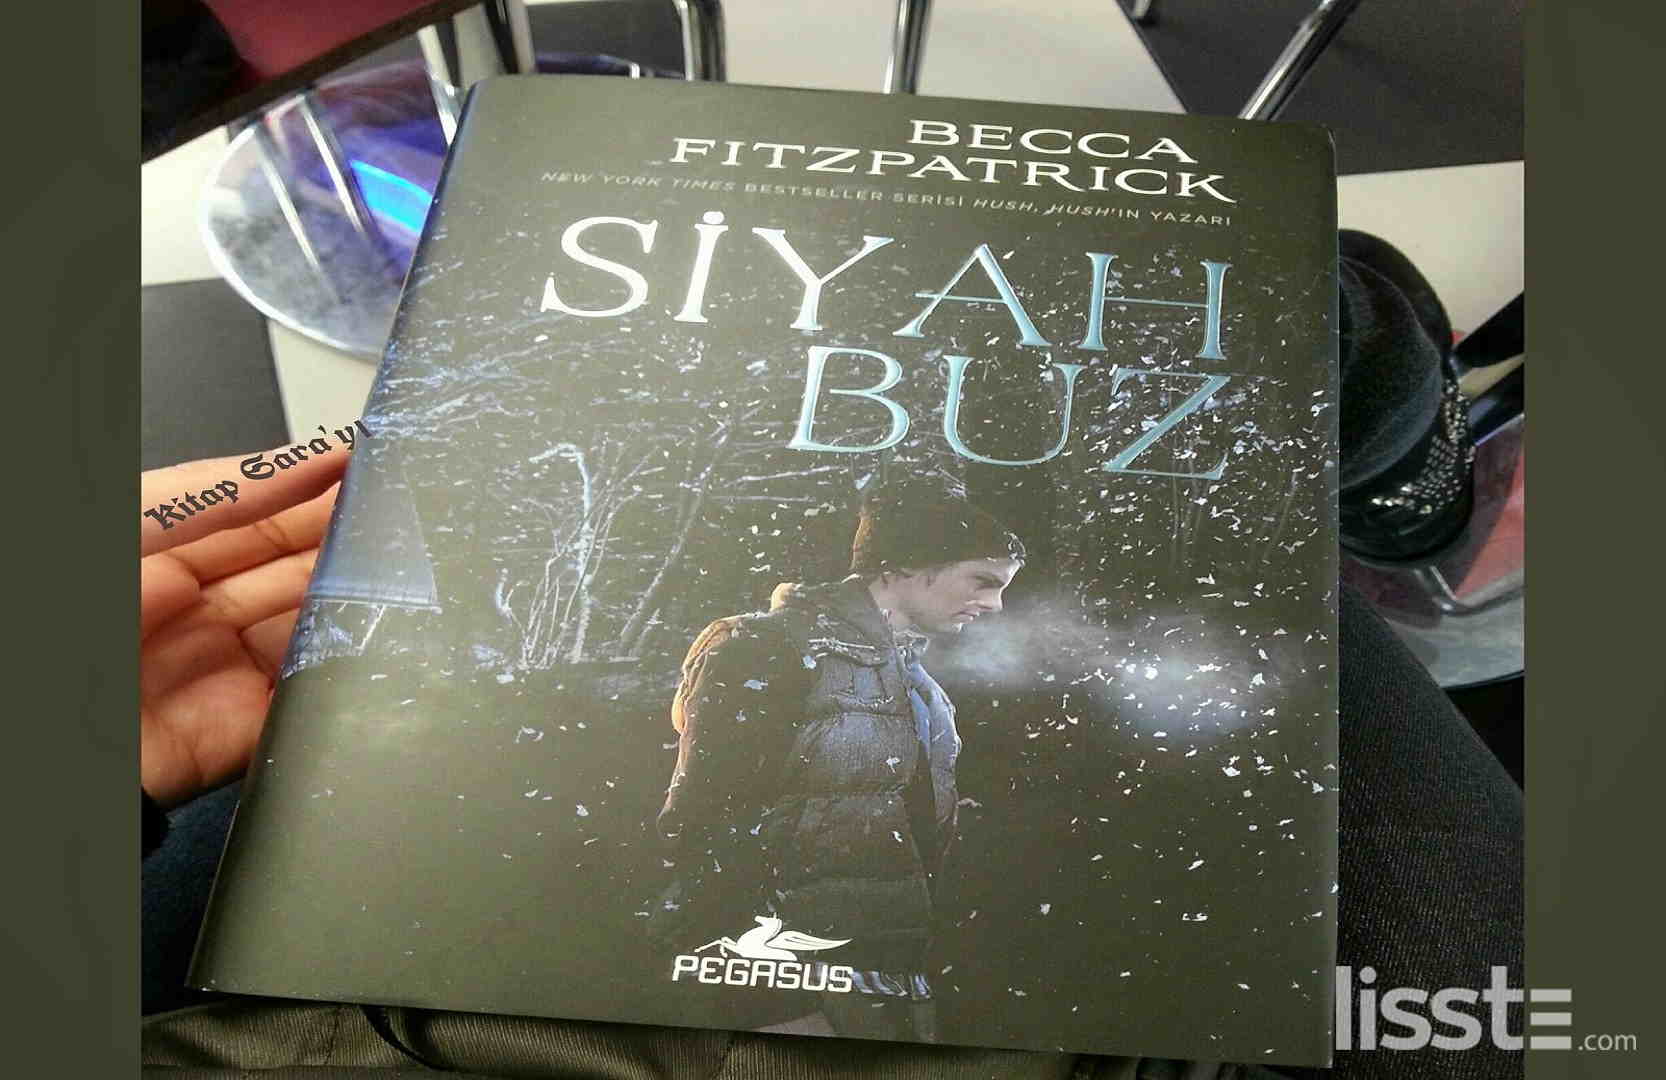 BECCA
FITZPATRICK
NEW YORK TIMES BESTSELLER SERİSİ HUSH, HUSH'IN YAZARI
SİYAH
BUZ
Kitap Sara'yı
PEGASUS
lisste.com